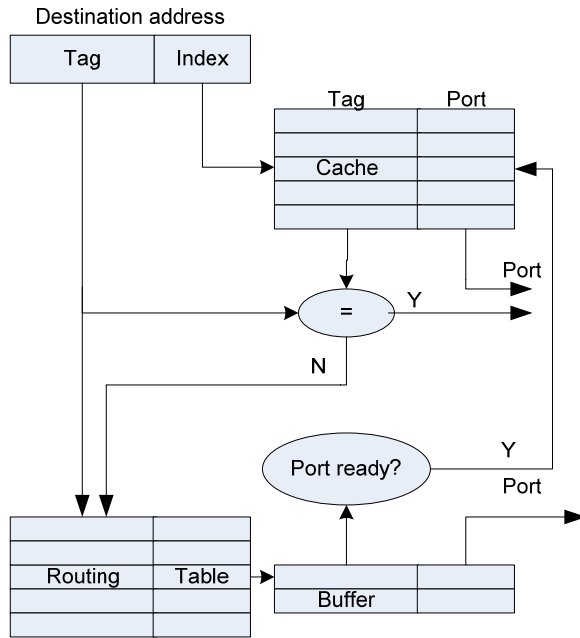 Destination address
Tag Index
Tag Port
Cache
Port
= Y
N
Port ready? Y
Port
Routing Table
Buffer